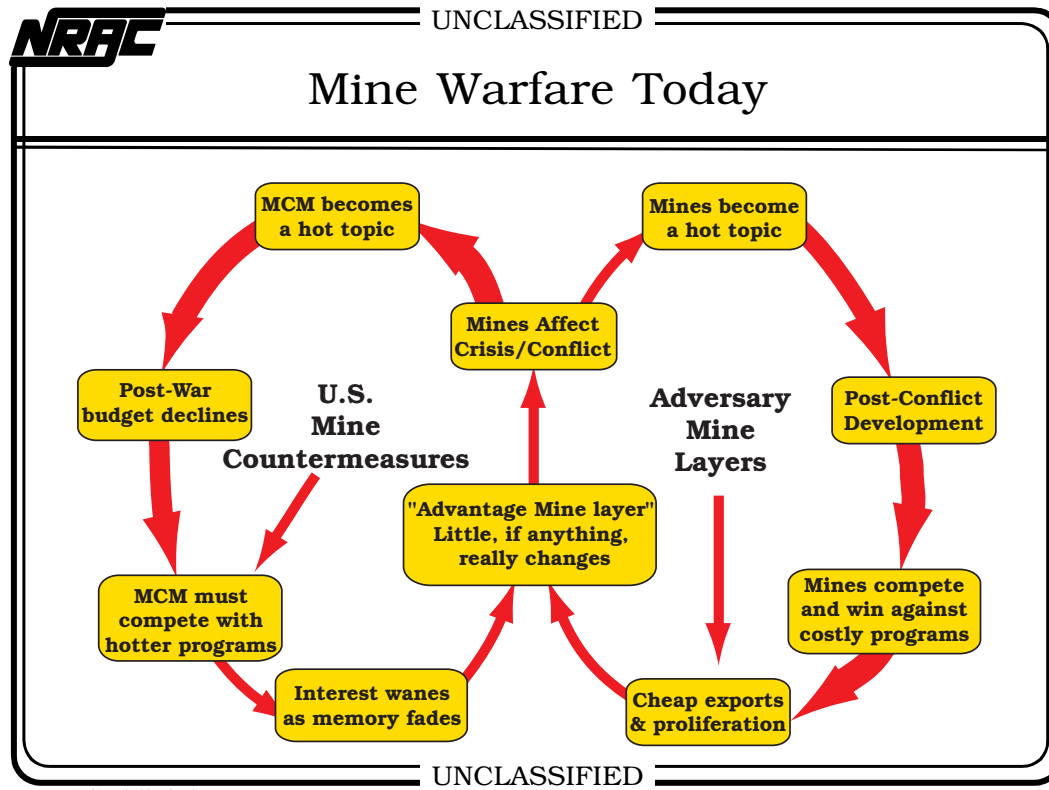 UNCLASSIFIED
NRAC
Mine Warfare Today
MCM becomes
a hot topic
Mines become
a hot topic
Mines Affect
Crisis/Conflict
Post-War
budget declines
U.S.
Mine
Countermeasures
Adversary
Mine
Layers
Post-Conflict
Development
"Advantage Mine layer"
Little, if anything,
really changes
MCM must
compete with
hotter programs
Mines compete
and win against
costly programs
Interest wanes
as memory fades
Cheap exports
& proliferation
UNCLASSIFIED